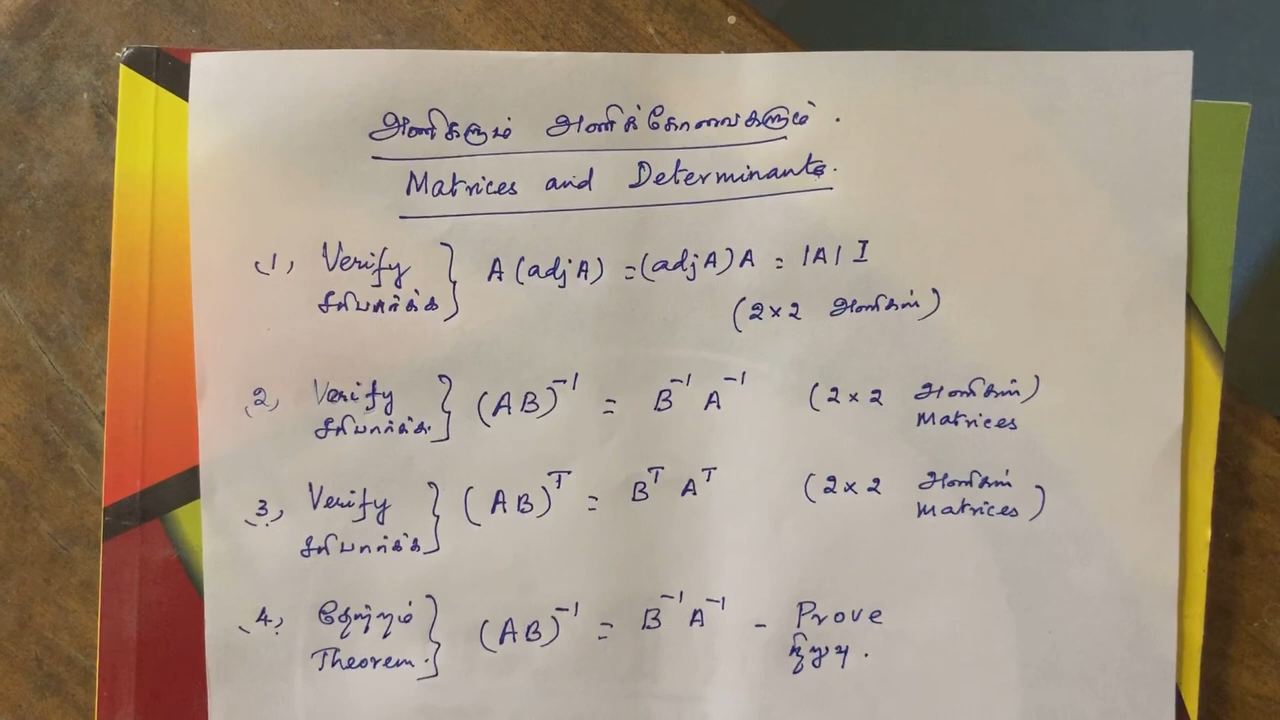 அணிகளும் அணிக்கோவைகளும்.
Matrices and Determinants.
1, Verify } A (adj A) = (adj A) A = |A| I
சரிபார்க்க
(2×2 அணிகள்)
2, Verify } (AB)⁻¹ = B⁻¹ A⁻¹ (2×2 அணிகள்)
சரிபார்க்க. Matrices
3, Verify } (AB)ᵀ = Bᵀ Aᵀ (2×2 அணிகள்
சரிபார்க்க Matrices)
4, தேற்றம் } (AB)⁻¹ = B⁻¹ A⁻¹ – Prove
Theorem. நிறுவு.